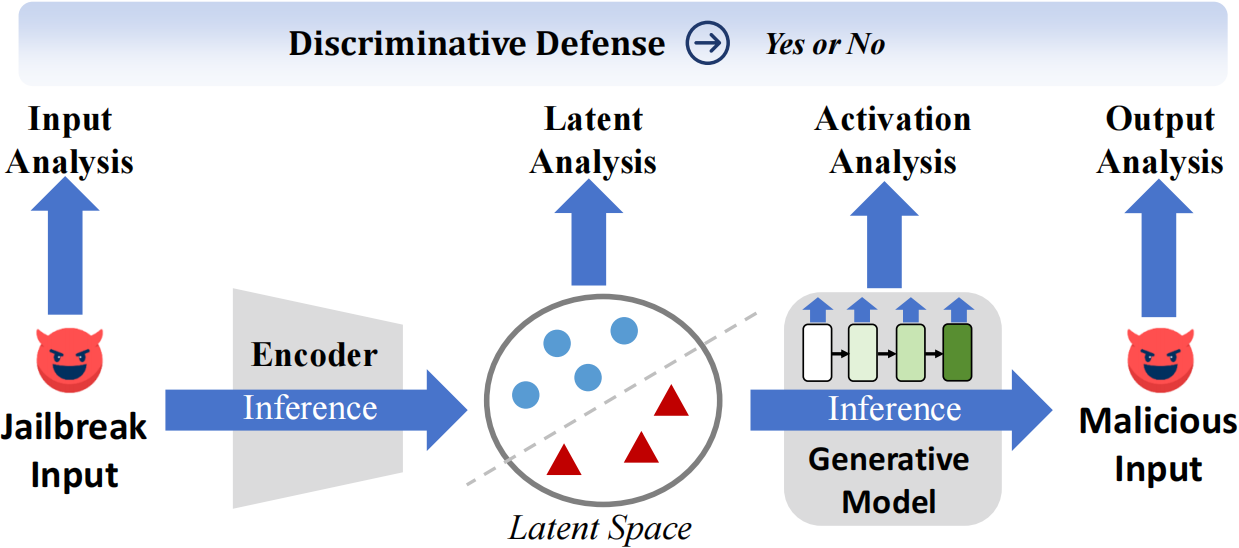 Discriminative Defense Yes or No
Input
Analysis
Latent
Analysis
Activation
Analysis
Output
Analysis
Encoder
Inference
Jailbreak
Input
Latent Space
Inference
Generative
Model
Malicious
Input